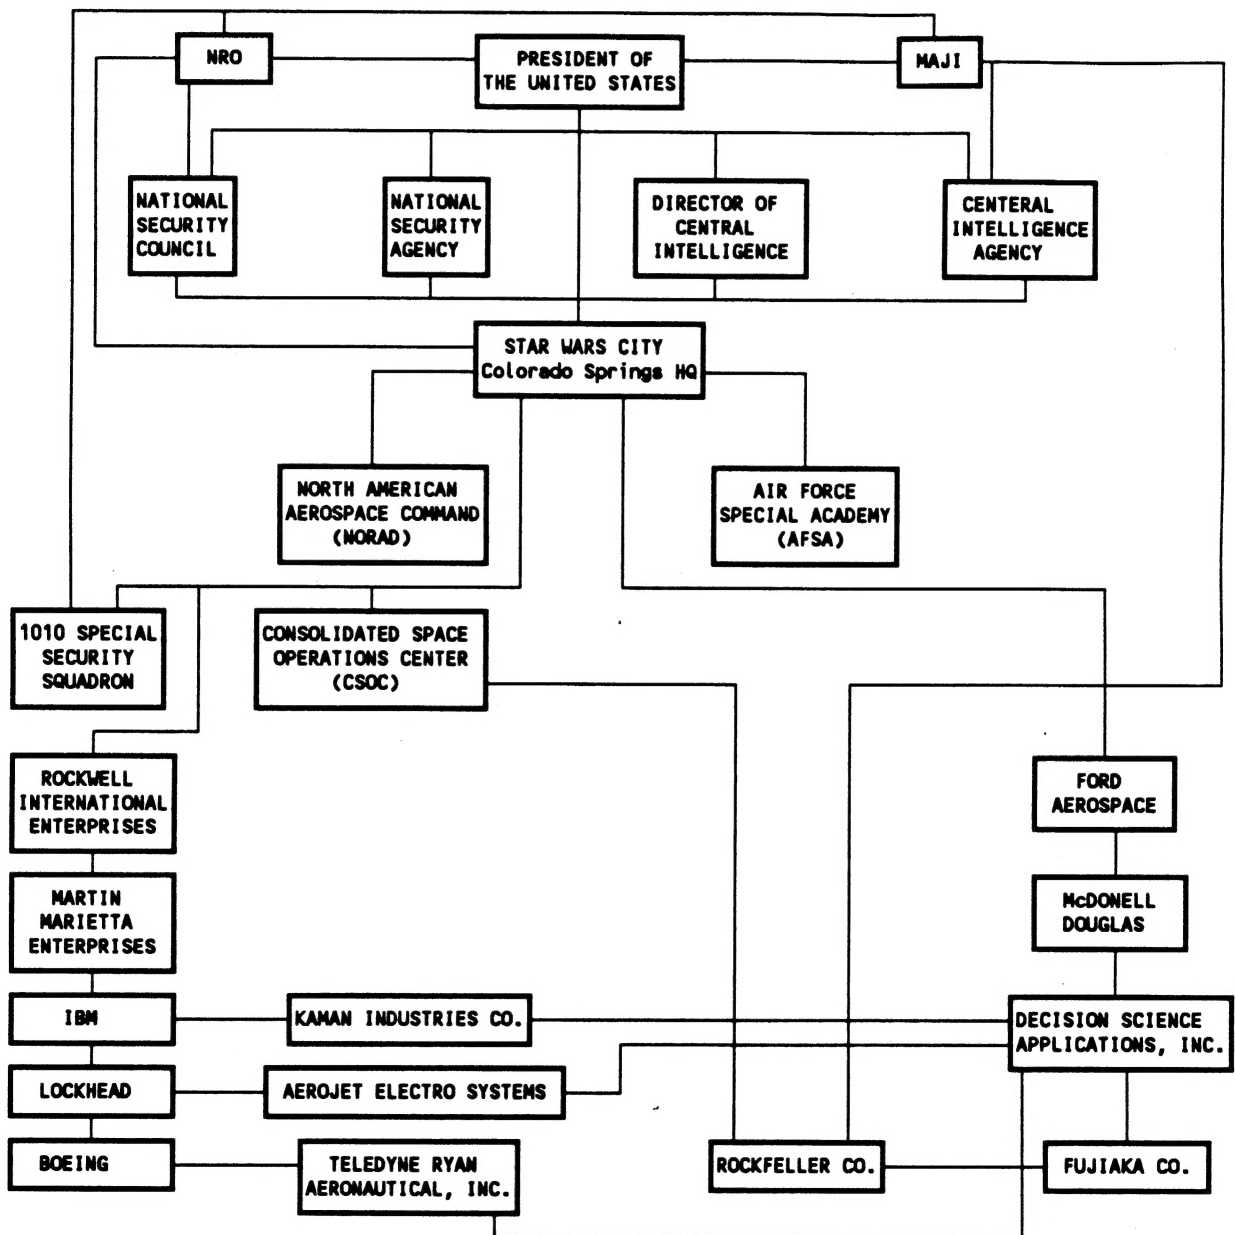 NRO
PRESIDENT OF
THE UNITED STATES
MAJI
NATIONAL
SECURITY
COUNCIL
NATIONAL
SECURITY
AGENCY
DIRECTOR OF
CENTRAL
INTELLIGENCE
CENTERAL
INTELLIGENCE
AGENCY
STAR WARS CITY
Colorado Springs HQ
NORTH AMERICAN
AEROSPACE COMMAND
(NORAD)
AIR FORCE
SPECIAL ACADEMY
(AFSA)
1010 SPECIAL
SECURITY
SQUADRON
CONSOLIDATED SPACE
OPERATIONS CENTER
(CSOC)
ROCKWELL
INTERNATIONAL
ENTERPRISES
FORD
AEROSPACE
MARTIN
MARIETTA
ENTERPRISES
McDONELL
DOUGLAS
IBM
KAMAN INDUSTRIES CO.
DECISION SCIENCE
APPLICATIONS, INC.
LOCKHEAD
AEROJET ELECTRO SYSTEMS
BOEING
TELEDYNE RYAN
AERONAUTICAL, INC.
ROCKFELLER CO.
FUJIAKA CO.